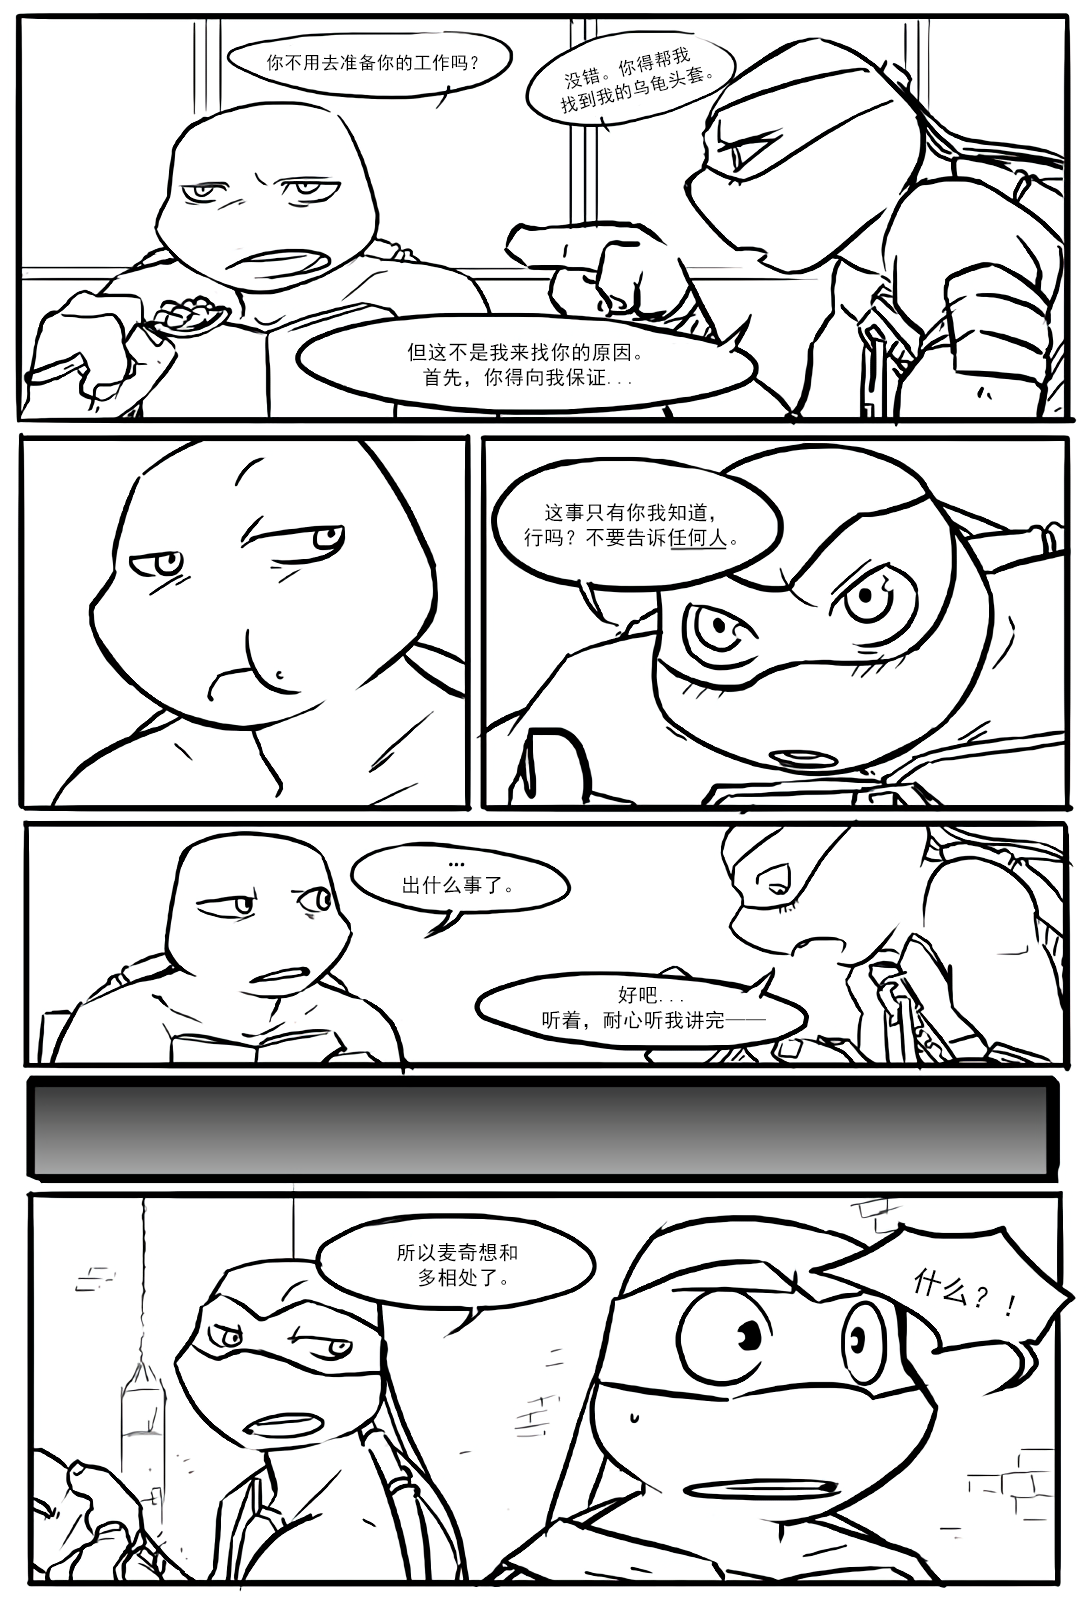 你不用去准备你的工作吗？
没错。你得帮我
找到我的乌龟头套。
但这不是我来找你的原因。
首先，你得向我保证...
这事只有你我知道，
行吗？不要告诉任何人。
...
出什么事了。
好吧...
听着，耐心听我讲完——
所以麦奇想和
多相处了。
什么？！